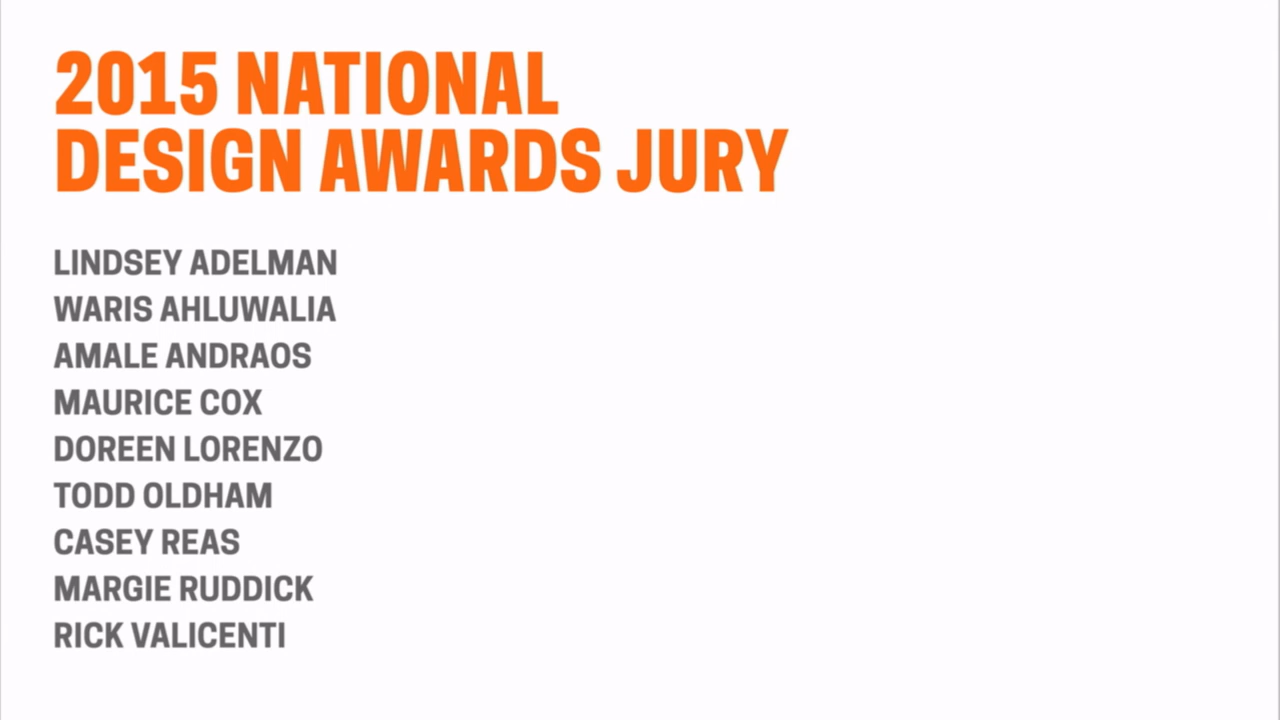 2015 NATIONAL
DESIGN AWARDS JURY
LINDSEY ADELMAN
WARIS AHLUWALIA
AMALE ANDRAOS
MAURICE COX
DOREEN LORENZO
TODD OLDHAM
CASEY REAS
MARGIE RUDDICK
RICK VALICENTI